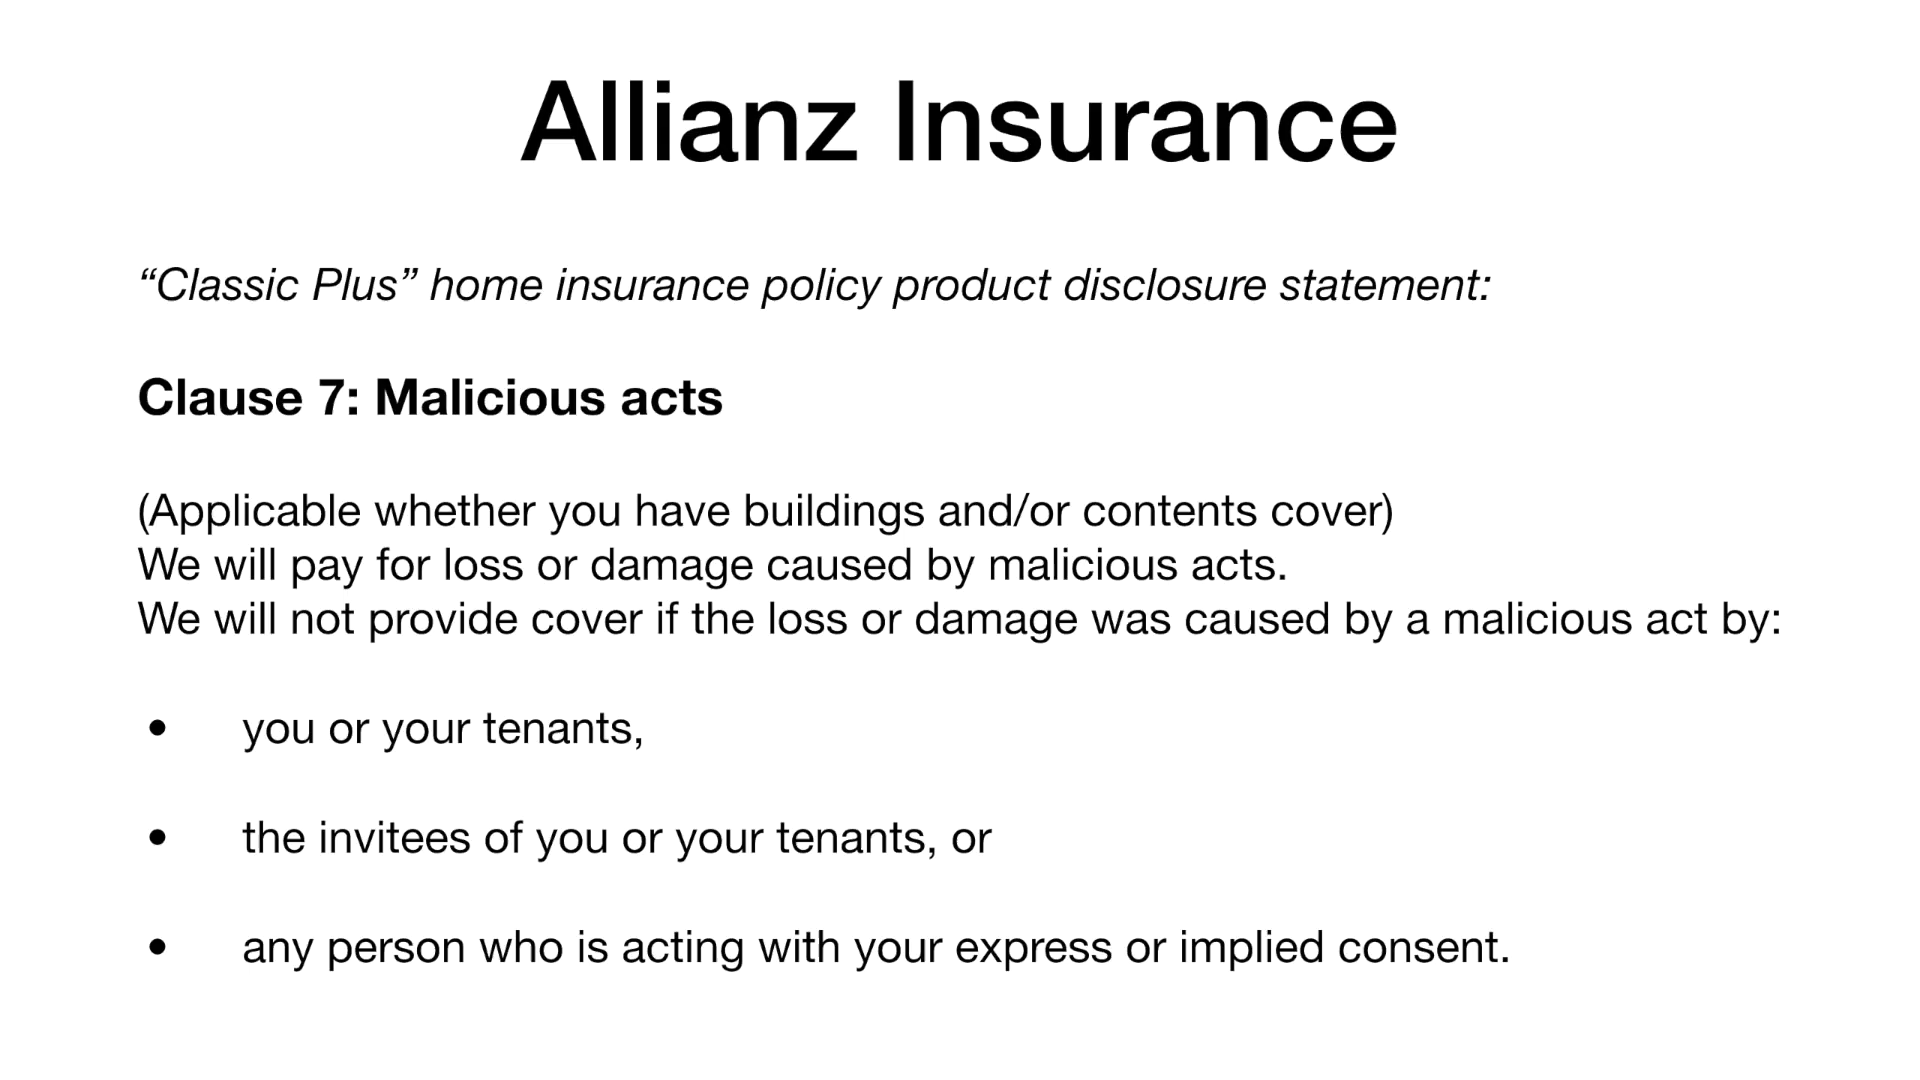 Allianz Insurance
“Classic Plus” home insurance policy product disclosure statement:
Clause 7: Malicious acts
(Applicable whether you have buildings and/or contents cover)
We will pay for loss or damage caused by malicious acts.
We will not provide cover if the loss or damage was caused by a malicious act by:
• you or your tenants,
• the invitees of you or your tenants, or
• any person who is acting with your express or implied consent.